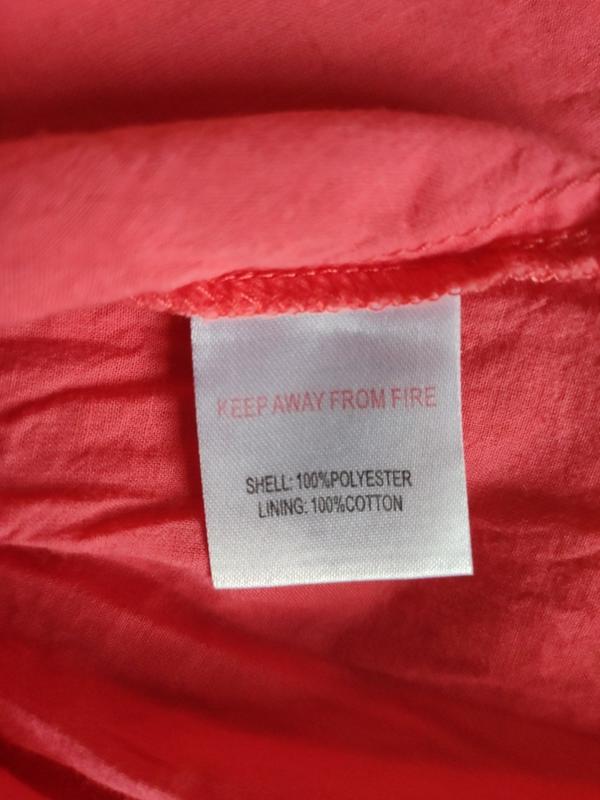 KEEP AWAY FROM FIRE
SHELL: 100%POLYESTER
LINING: 100%COTTON